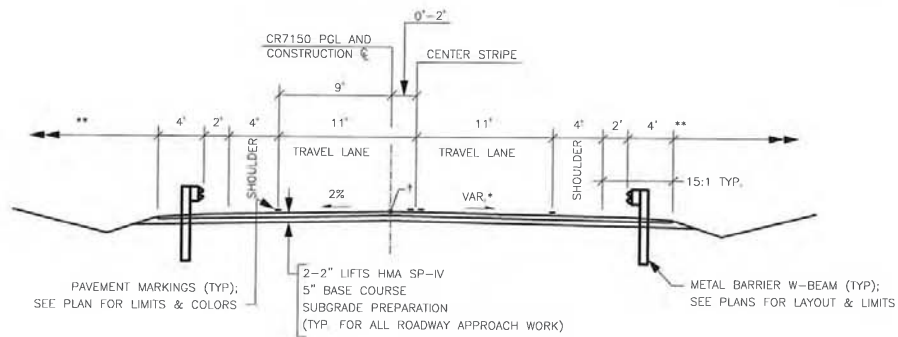 0'-2'
CR7150 PGL AND
CONSTRUCTION ℄
CENTER STRIPE
9'
** 4' 2' 4' 11' 11' 4' 2' 4' **
SHOULDER
TRAVEL LANE
TRAVEL LANE
SHOULDER
15:1 TYP.
2%
†
VAR.*
PAVEMENT MARKINGS (TYP);
SEE PLAN FOR LIMITS & COLORS
2-2" LIFTS HMA SP-IV
5" BASE COURSE
SUBGRADE PREPARATION
(TYP. FOR ALL ROADWAY APPROACH WORK)
METAL BARRIER W-BEAM (TYP);
SEE PLANS FOR LAYOUT & LIMITS